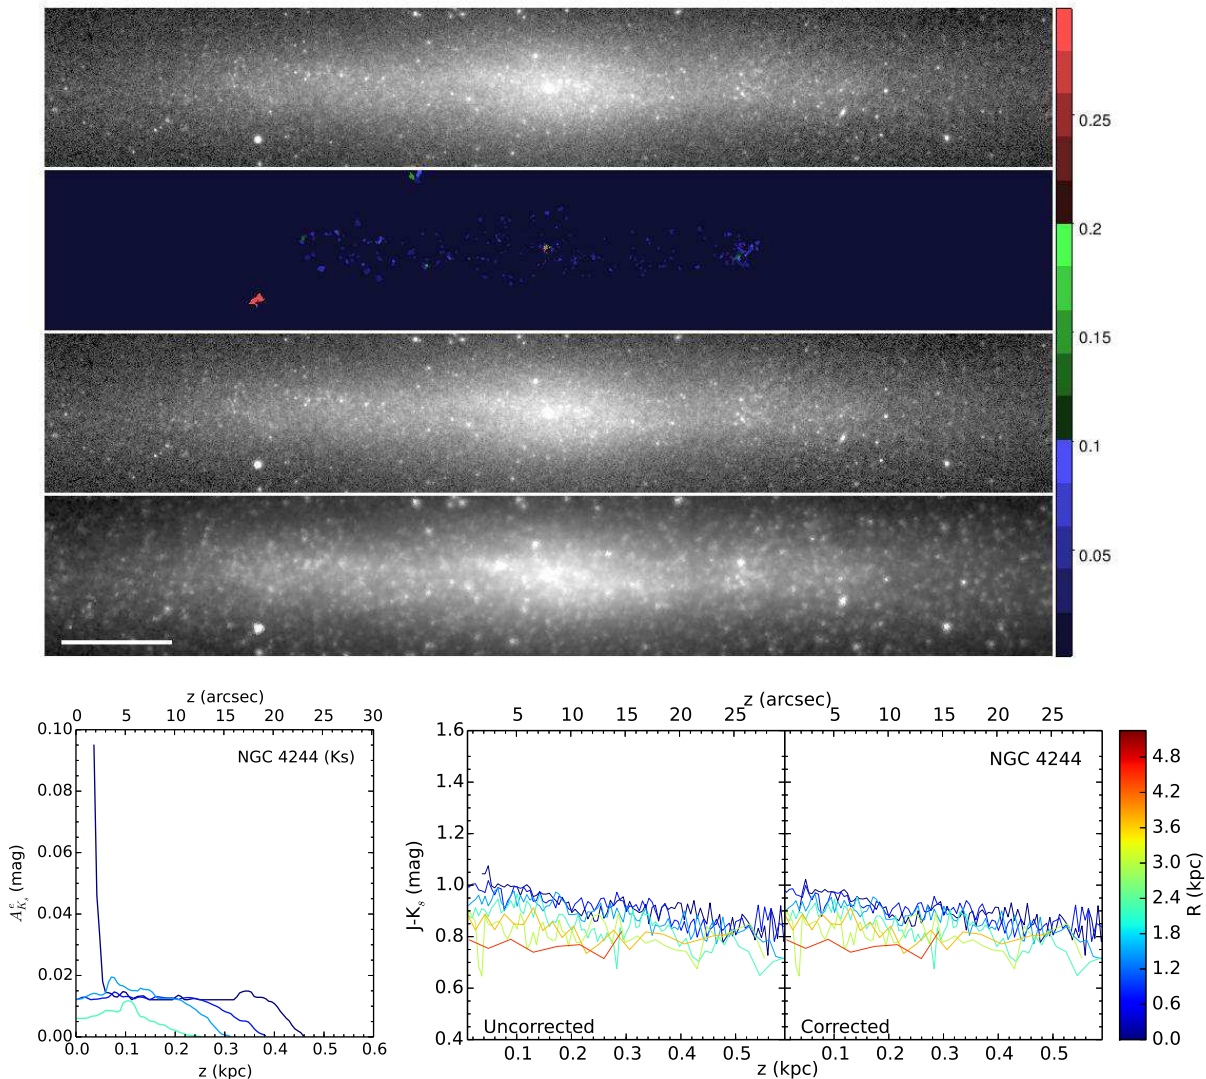 0.25
0.2
0.15
0.1
0.05
z (arcsec)
0 5 10 15 20 25 30
0.10
0.08
0.06
0.04
0.02
0.00
A^c_{K_s} (mag)
NGC 4244 (Ks)
0.0 0.1 0.2 0.3 0.4 0.5 0.6
z (kpc)
z (arcsec)
5 10 15 20 25 5 10 15 20 25
1.6
1.4
1.2
1.0
0.8
0.6
0.4
J-K_s (mag)
NGC 4244
Uncorrected
Corrected
0.1 0.2 0.3 0.4 0.5 0.1 0.2 0.3 0.4 0.5
z (kpc)
4.8
4.2
3.6
3.0
2.4
1.8
1.2
0.6
0.0
R (kpc)